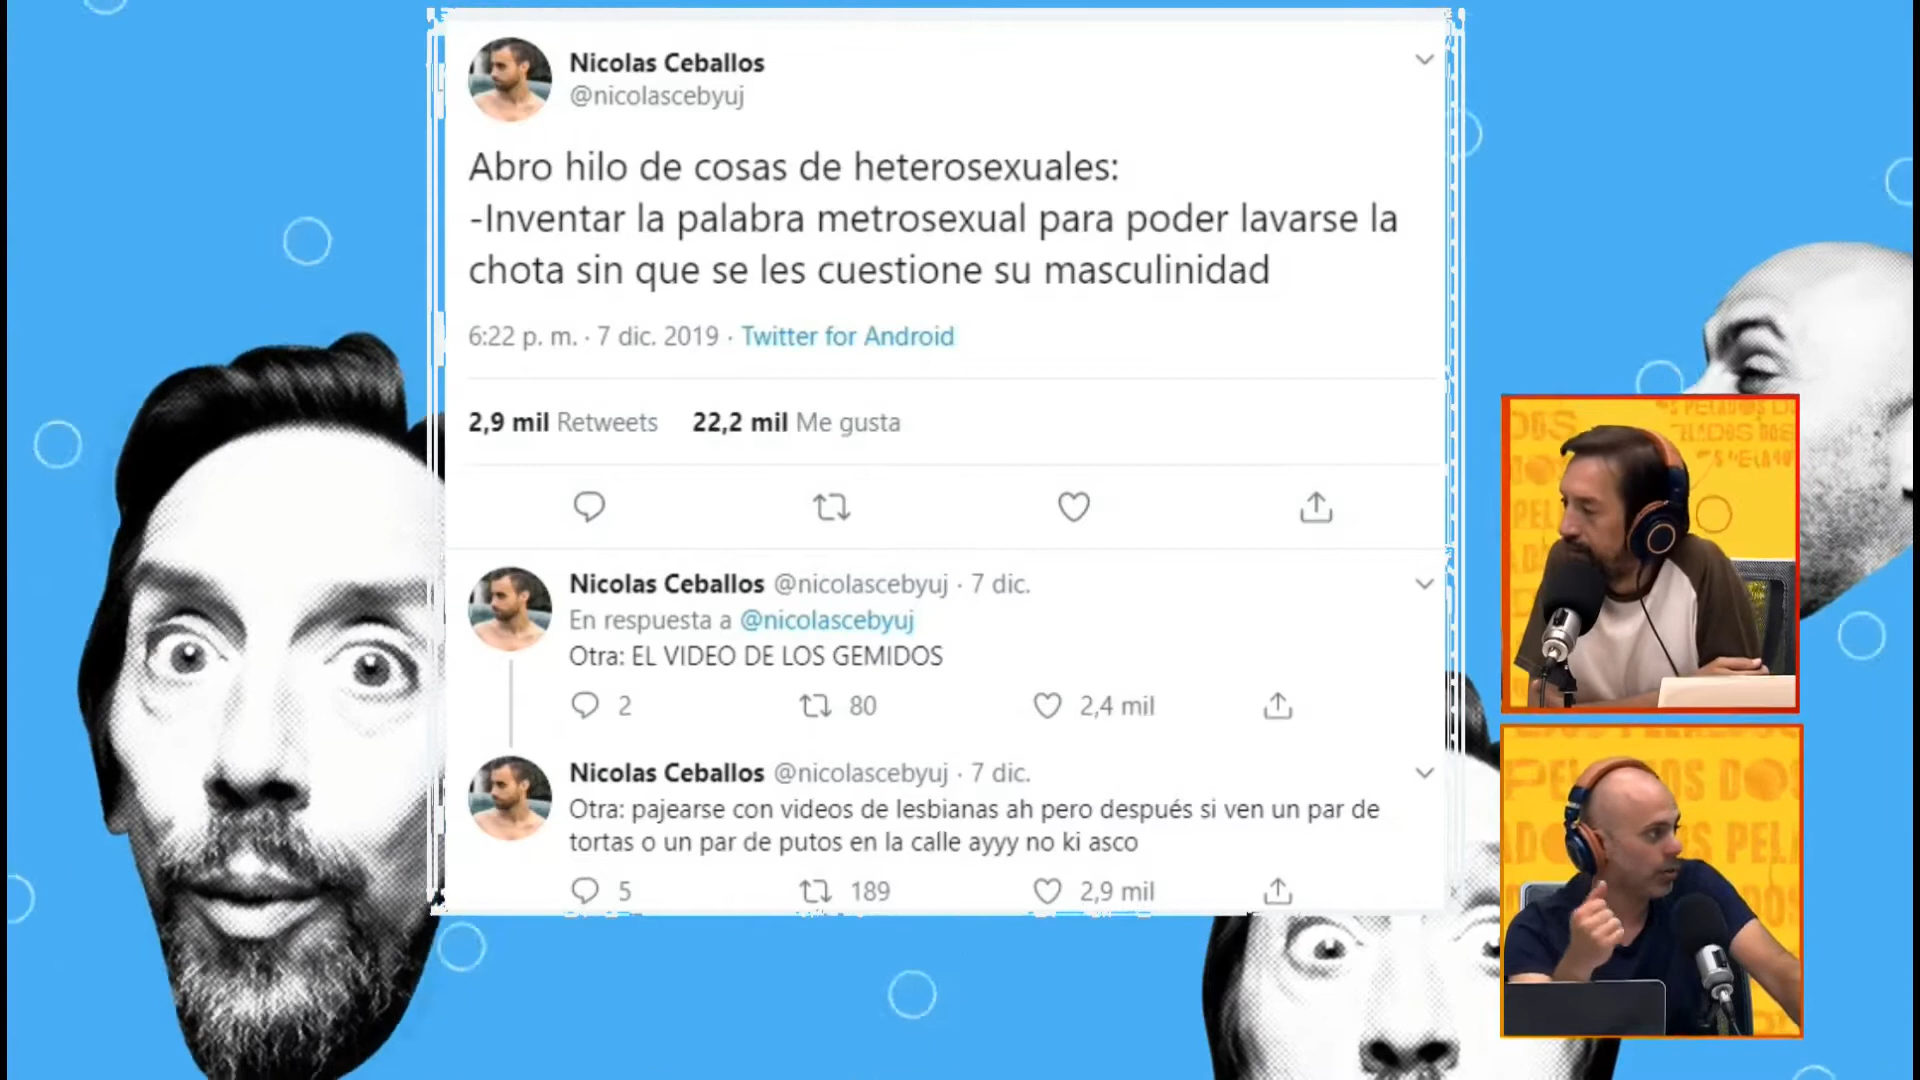 Nicolas Ceballos
@nicolascebyuj
Abro hilo de cosas de heterosexuales:
-Inventar la palabra metrosexual para poder lavarse la
chota sin que se les cuestione su masculinidad
6:22 p. m. · 7 dic. 2019 · Twitter for Android
2,9 mil Retweets 22,2 mil Me gusta
Nicolas Ceballos @nicolascebyuj · 7 dic.
En respuesta a @nicolascebyuj
Otra: EL VIDEO DE LOS GEMIDOS
2 80 2,4 mil
Nicolas Ceballos @nicolascebyuj · 7 dic.
Otra: pajearse con videos de lesbianas ah pero después si ven un par de
tortas o un par de putos en la calle ayyy no ki asco
5 189 2,9 mil